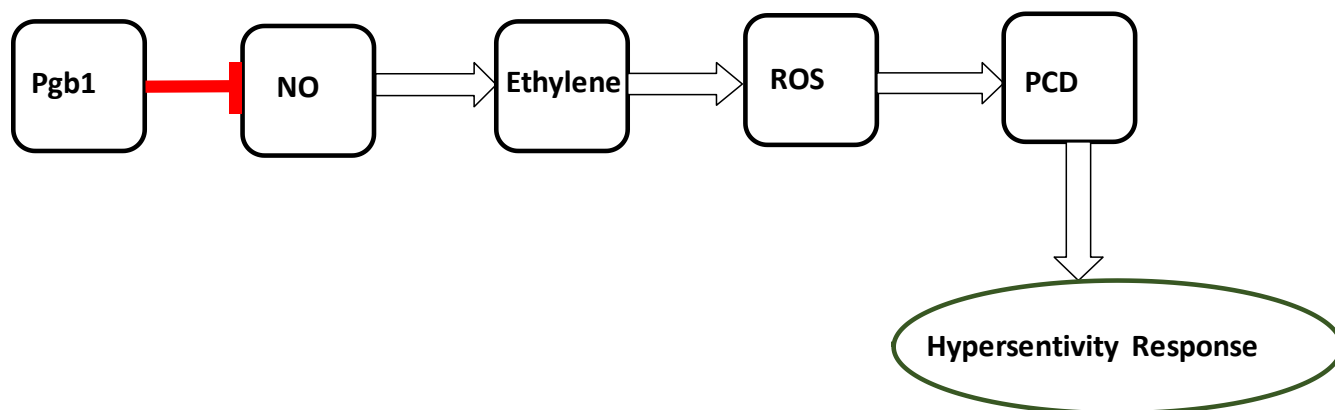 Pgb1
NO
Ethylene
ROS
PCD
Hypersentivity Response